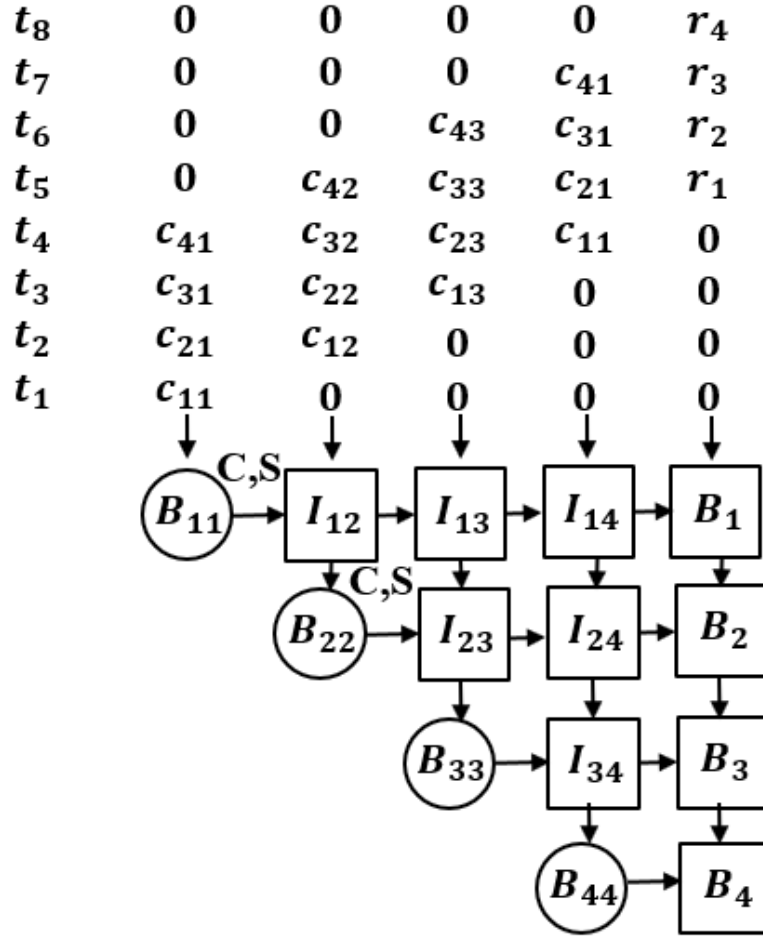 t₈ 0 0 0 0 r₄
t₇ 0 0 0 c₄₁ r₃
t₆ 0 0 c₄₃ c₃₁ r₂
t₅ 0 c₄₂ c₃₃ c₂₁ r₁
t₄ c₄₁ c₃₂ c₂₃ c₁₁ 0
t₃ c₃₁ c₂₂ c₁₃ 0 0
t₂ c₂₁ c₁₂ 0 0 0
t₁ c₁₁ 0 0 0 0
C,S
B₁₁ I₁₂ I₁₃ I₁₄ B₁
C,S
B₂₂ I₂₃ I₂₄ B₂
B₃₃ I₃₄ B₃
B₄₄ B₄